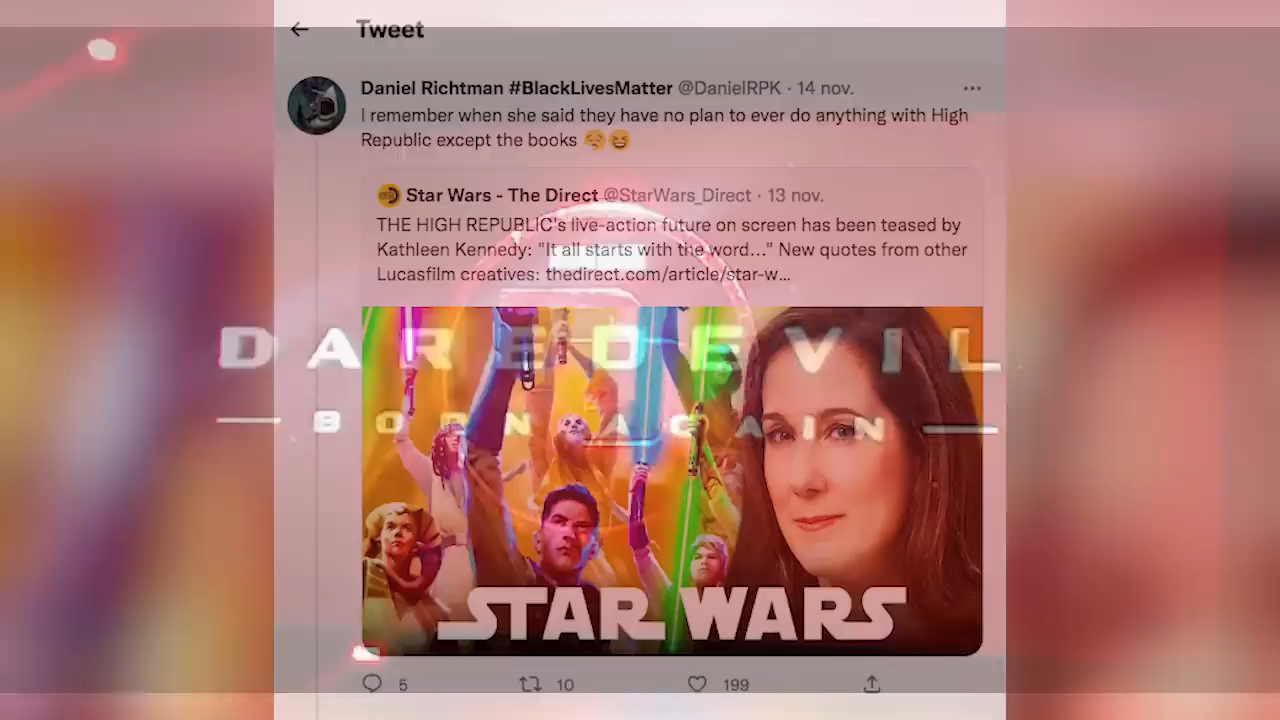 Tweet
Daniel Richtman #BlackLivesMatter @DanielRPK · 14 nov.
I remember when she said they have no plan to ever do anything with High
Republic except the books 😪😆
Star Wars - The Direct @StarWars_Direct · 13 nov.
THE HIGH REPUBLIC's live-action future on screen has been teased by
Kathleen Kennedy: "It all starts with the word..." New quotes from other
Lucasfilm creatives: thedirect.com/article/star-w...
DAREDEVIL
BORN AGAIN
STAR WARS
5 10 199